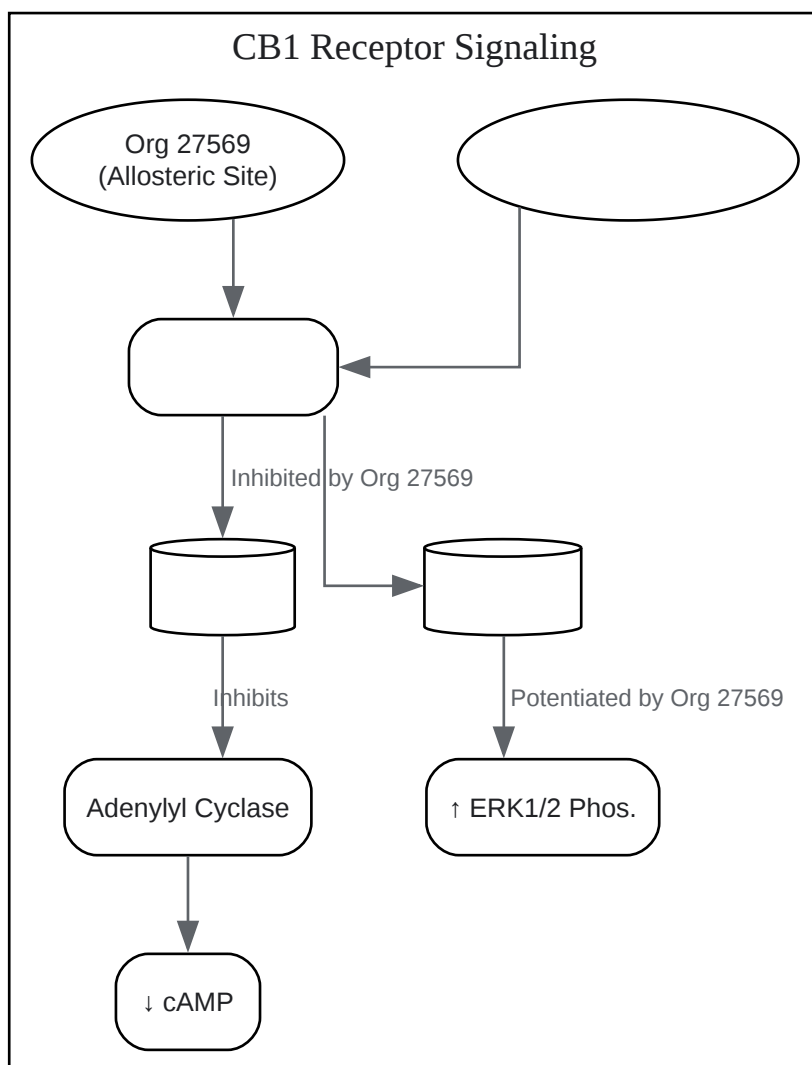 CB1 Receptor Signaling
Org 27569
(Allosteric Site)
Inhibited by Org 27569
Inhibits
Potentiated by Org 27569
Adenylyl Cyclase
↑ ERK1/2 Phos.
↓ cAMP